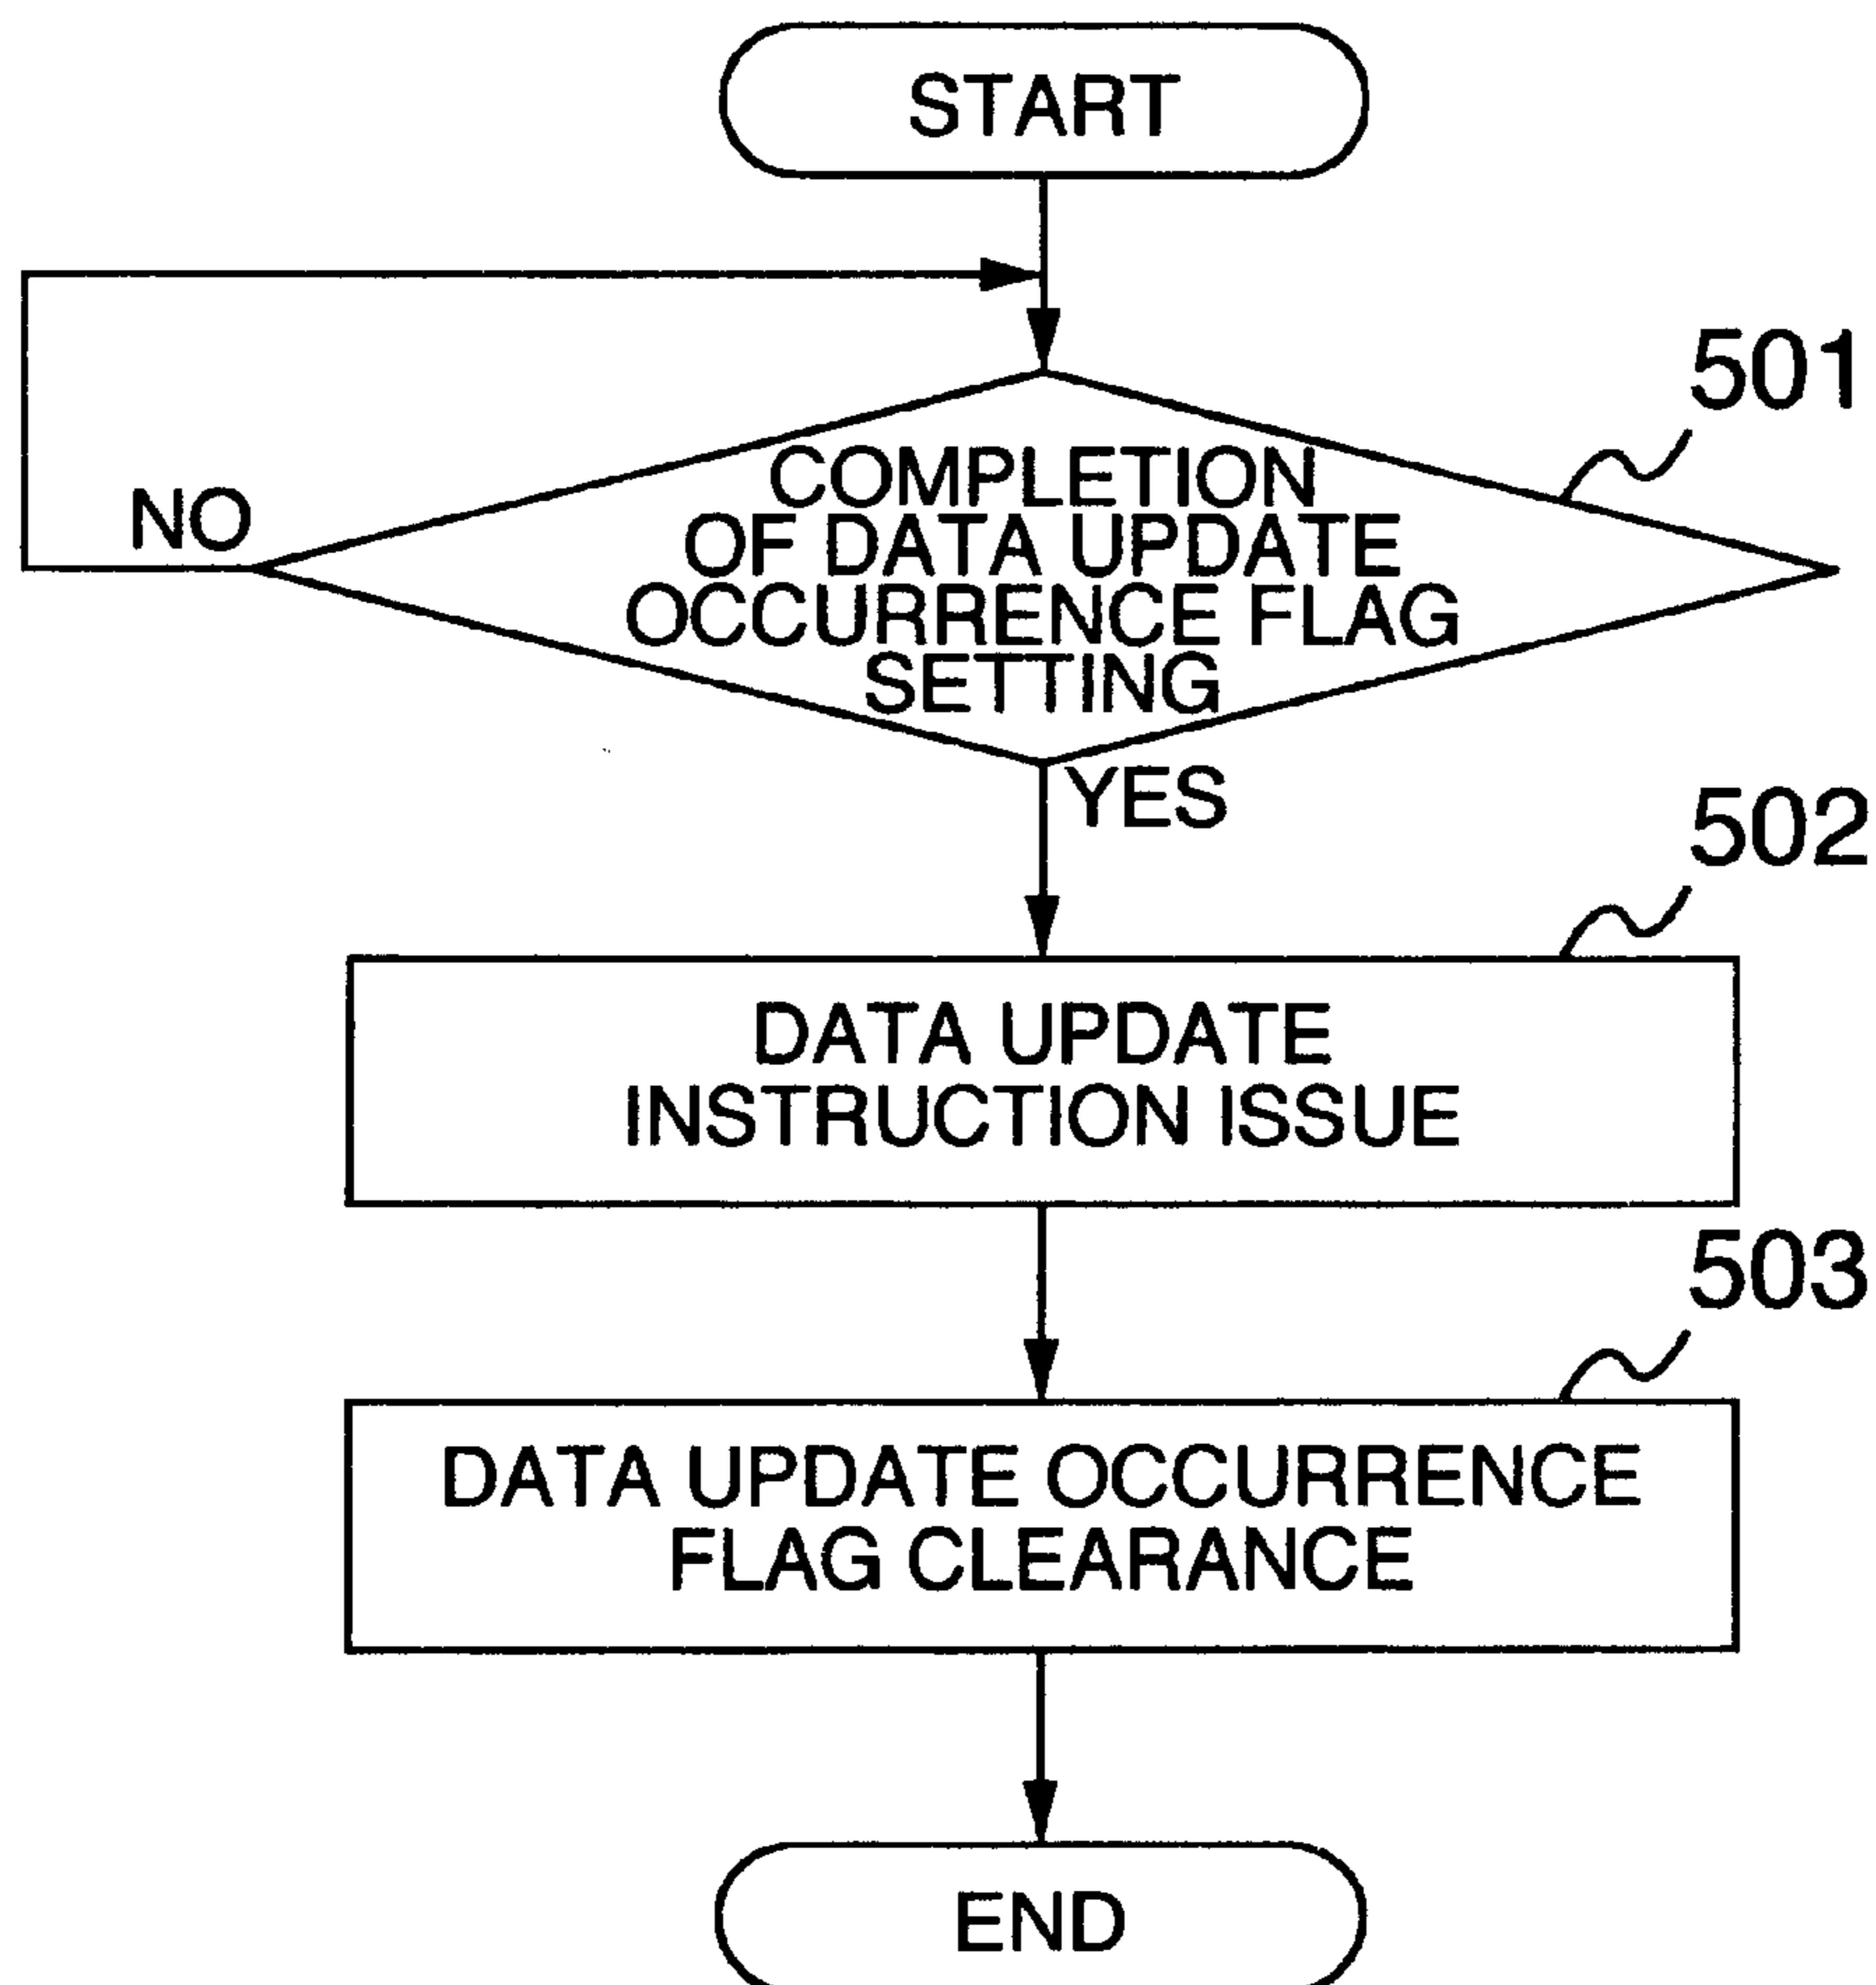 START
501
COMPLETION
OF DATA UPDATE
OCCURRENCE FLAG
SETTING
NO
YES
502
DATA UPDATE
INSTRUCTION ISSUE
503
DATA UPDATE OCCURRENCE
FLAG CLEARANCE
END